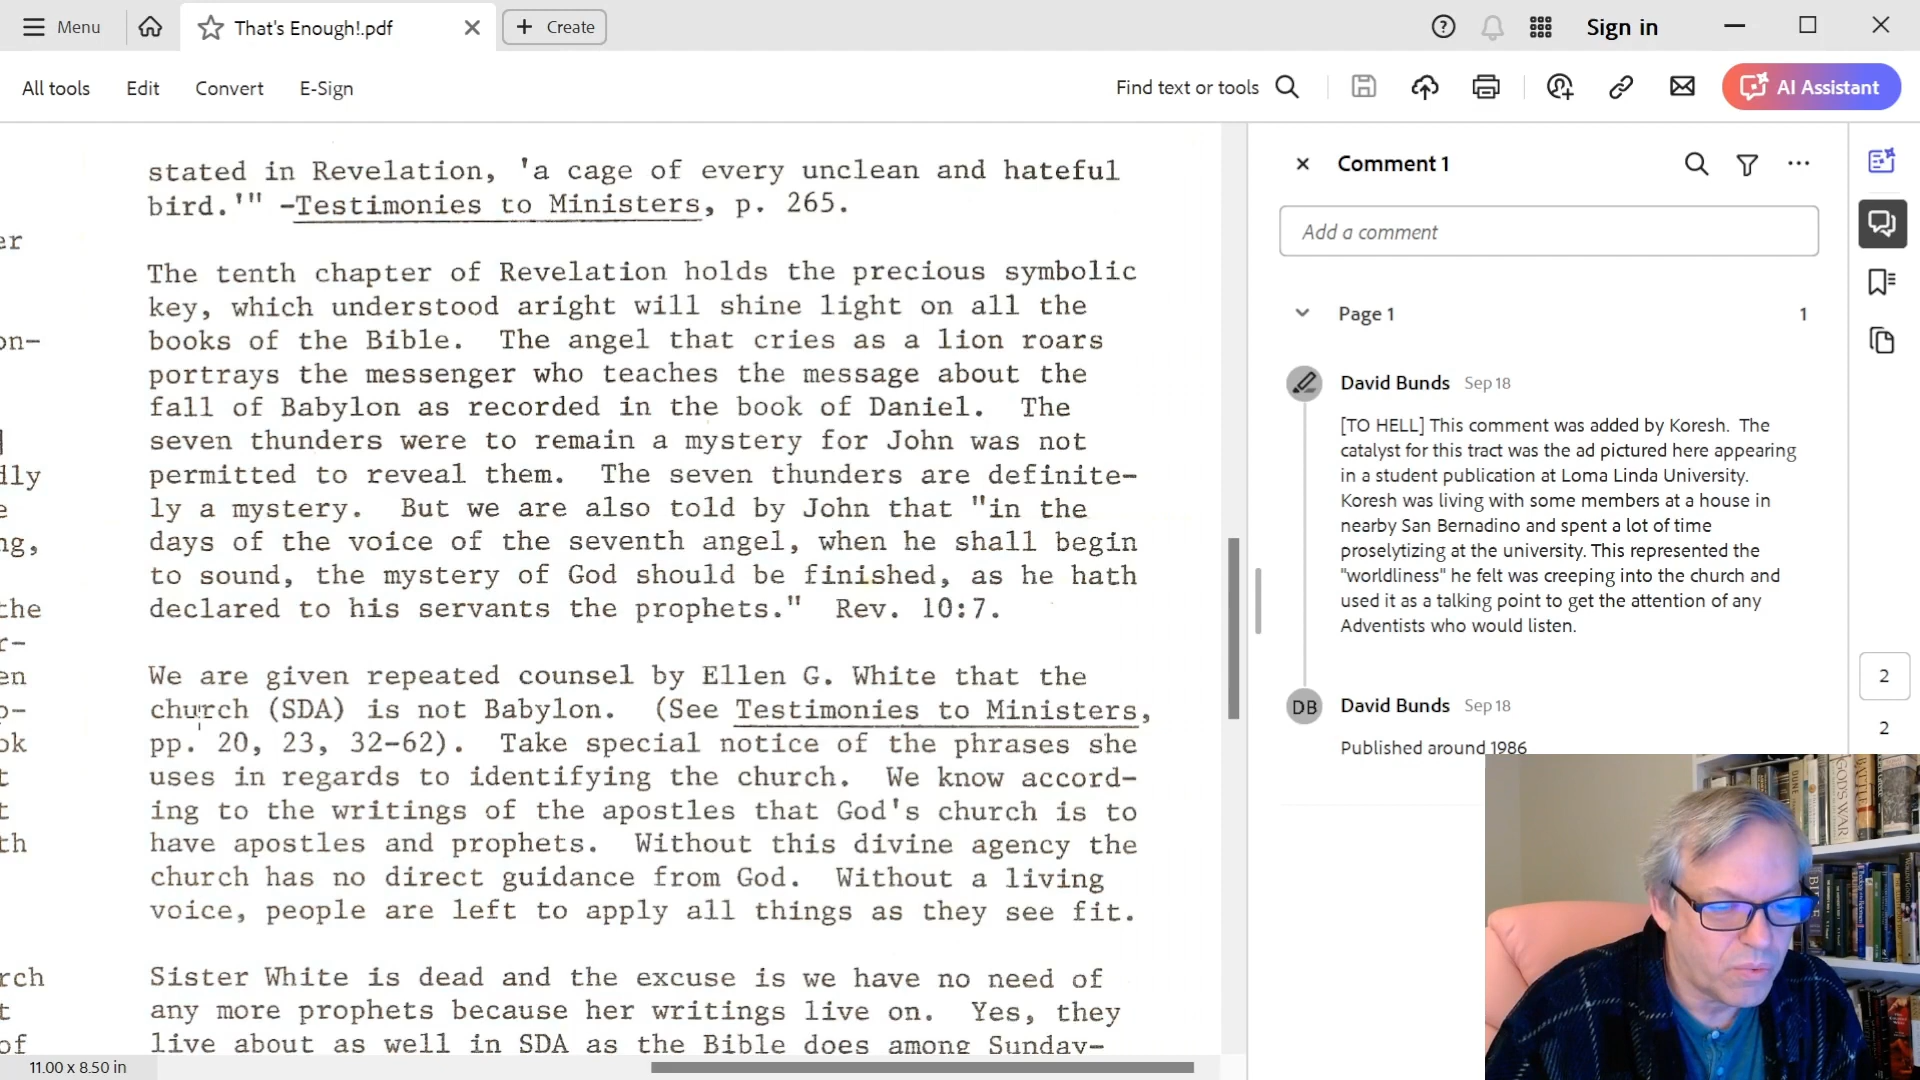 Menu
That's Enough!.pdf
Create
Sign in
All tools
Edit
Convert
E-Sign
Find text or tools
AI Assistant
stated in Revelation, 'a cage of every unclean and hateful
bird.'" -Testimonies to Ministers, p. 265.
The tenth chapter of Revelation holds the precious symbolic
key, which understood aright will shine light on all the
books of the Bible. The angel that cries as a lion roars
portrays the messenger who teaches the message about the
fall of Babylon as recorded in the book of Daniel. The
seven thunders were to remain a mystery for John was not
permitted to reveal them. The seven thunders are definite-
ly a mystery. But we are also told by John that "in the
days of the voice of the seventh angel, when he shall begin
to sound, the mystery of God should be finished, as he hath
declared to his servants the prophets." Rev. 10:7.
We are given repeated counsel by Ellen G. White that the
church (SDA) is not Babylon. (See Testimonies to Ministers,
pp. 20, 23, 32-62). Take special notice of the phrases she
uses in regards to identifying the church. We know accord-
ing to the writings of the apostles that God's church is to
have apostles and prophets. Without this divine agency the
church has no direct guidance from God. Without a living
voice, people are left to apply all things as they see fit.
Sister White is dead and the excuse is we have no need of
any more prophets because her writings live on. Yes, they
live about as well in SDA as the Bible does among Sunday-
er
on-
dly
e
ng,
the
r-
en
p-
ok
t
t
th
rch
t
of
11.00 x 8.50 in
Comment 1
Add a comment
Page 1
1
David Bunds Sep 18
[TO HELL] This comment was added by Koresh. The
catalyst for this tract was the ad pictured here appearing
in a student publication at Loma Linda University.
Koresh was living with some members at a house in
nearby San Bernadino and spent a lot of time
proselytizing at the university. This represented the
"worldliness" he felt was creeping into the church and
used it as a talking point to get the attention of any
Adventists who would listen.
DB
David Bunds Sep 18
Published around 1986
2
2
DUNE
GOD'S WAR
BATTLE
BIBLE